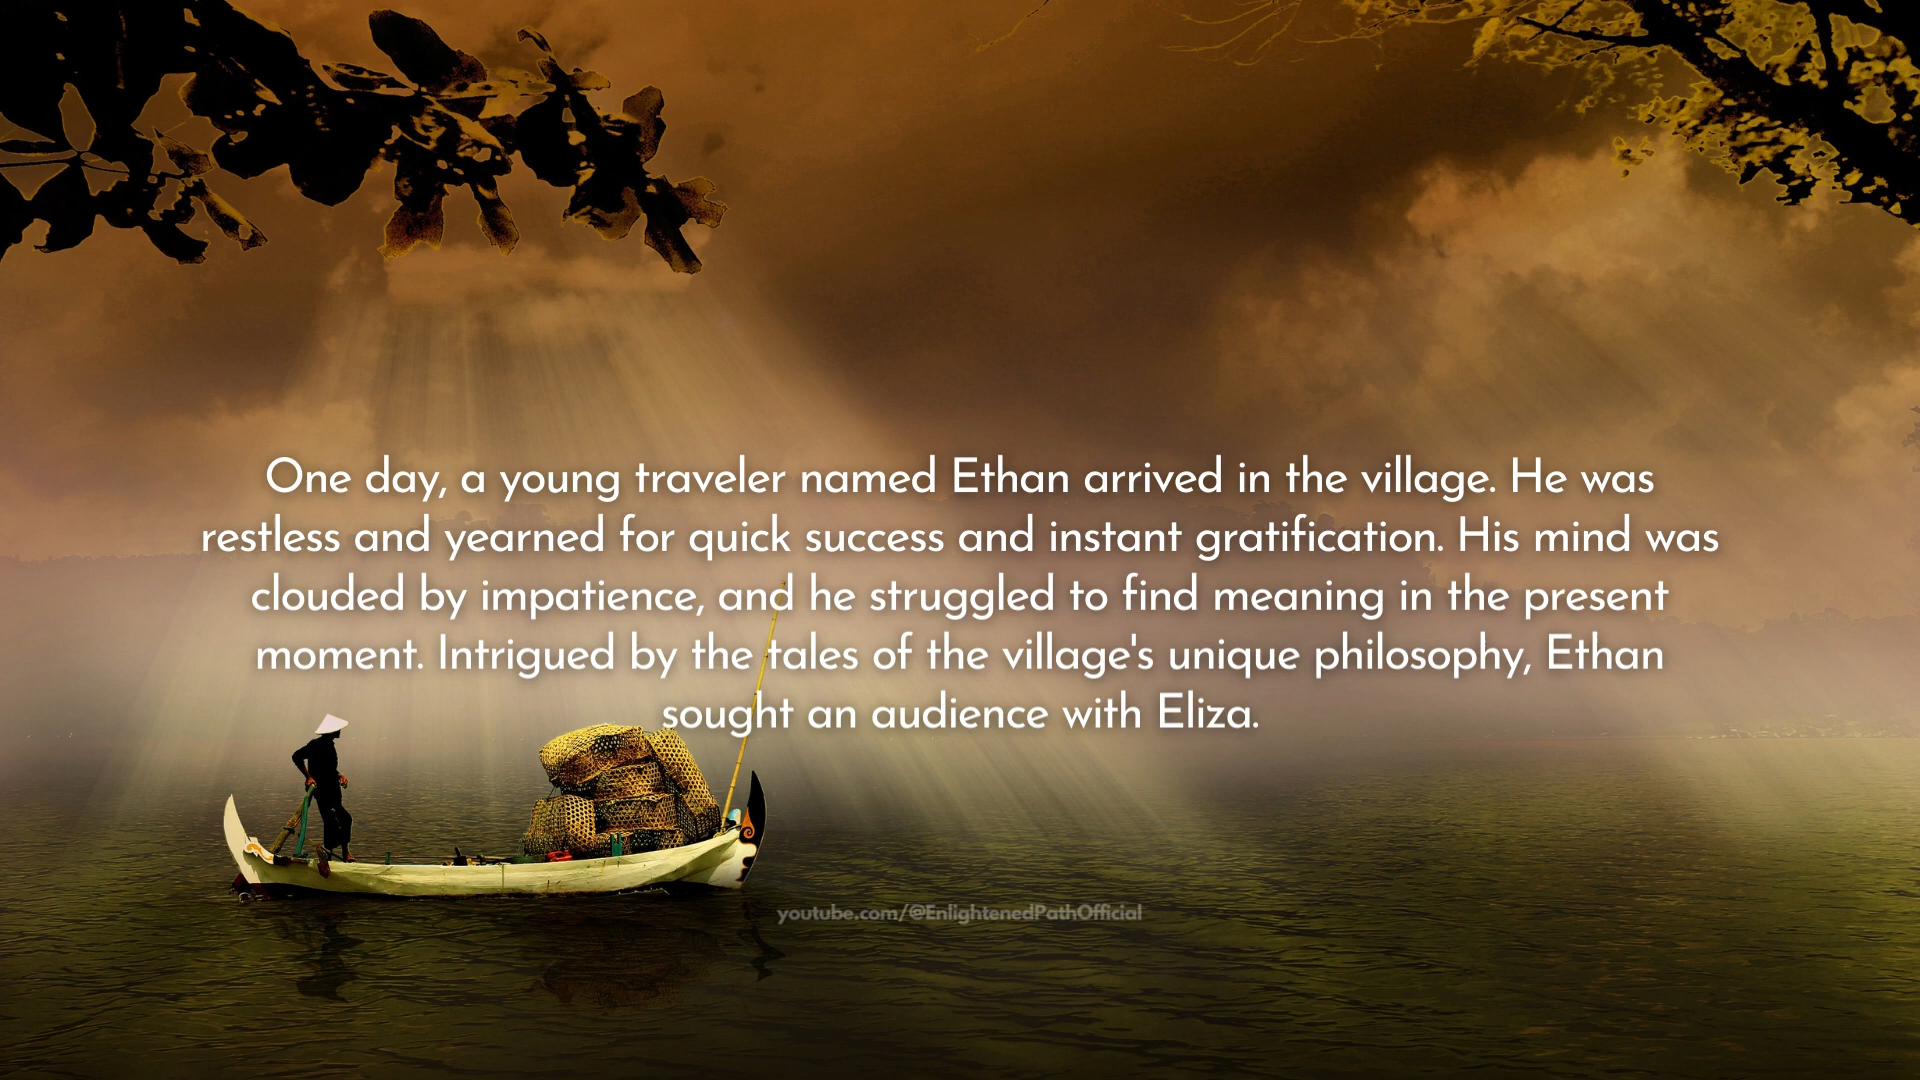 One day, a young traveler named Ethan arrived in the village. He was
restless and yearned for quick success and instant gratification. His mind was
clouded by impatience, and he struggled to find meaning in the present
moment. Intrigued by the tales of the village's unique philosophy, Ethan
sought an audience with Eliza.
youtube.com/@EnlightenedPathOfficial